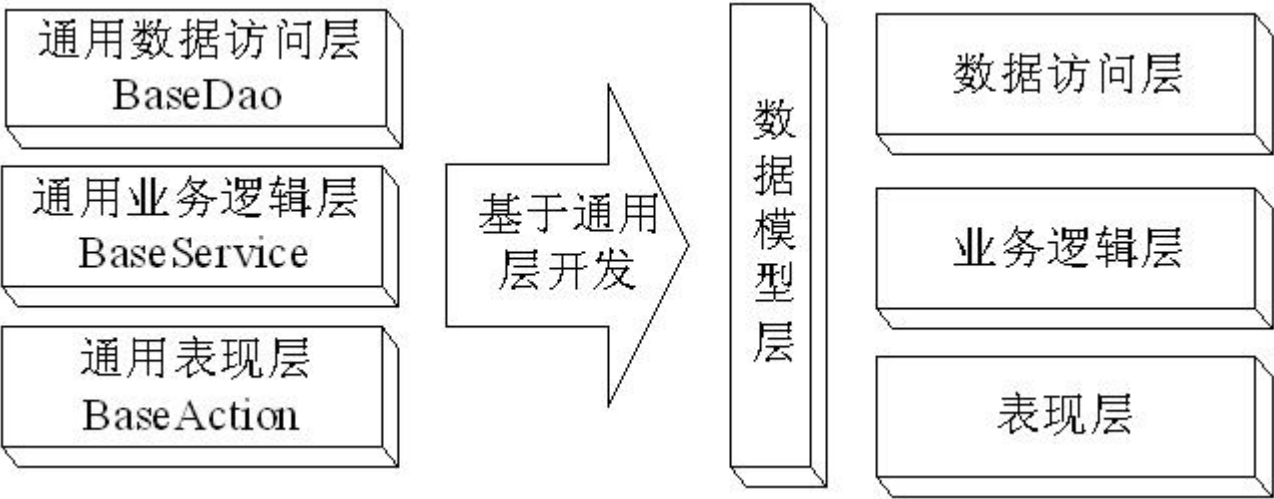 通用数据访问层
BaseDao
通用业务逻辑层
BaseService
通用表现层
BaseAction
基于通用
层开发
数据模型层
数据访问层
业务逻辑层
表现层